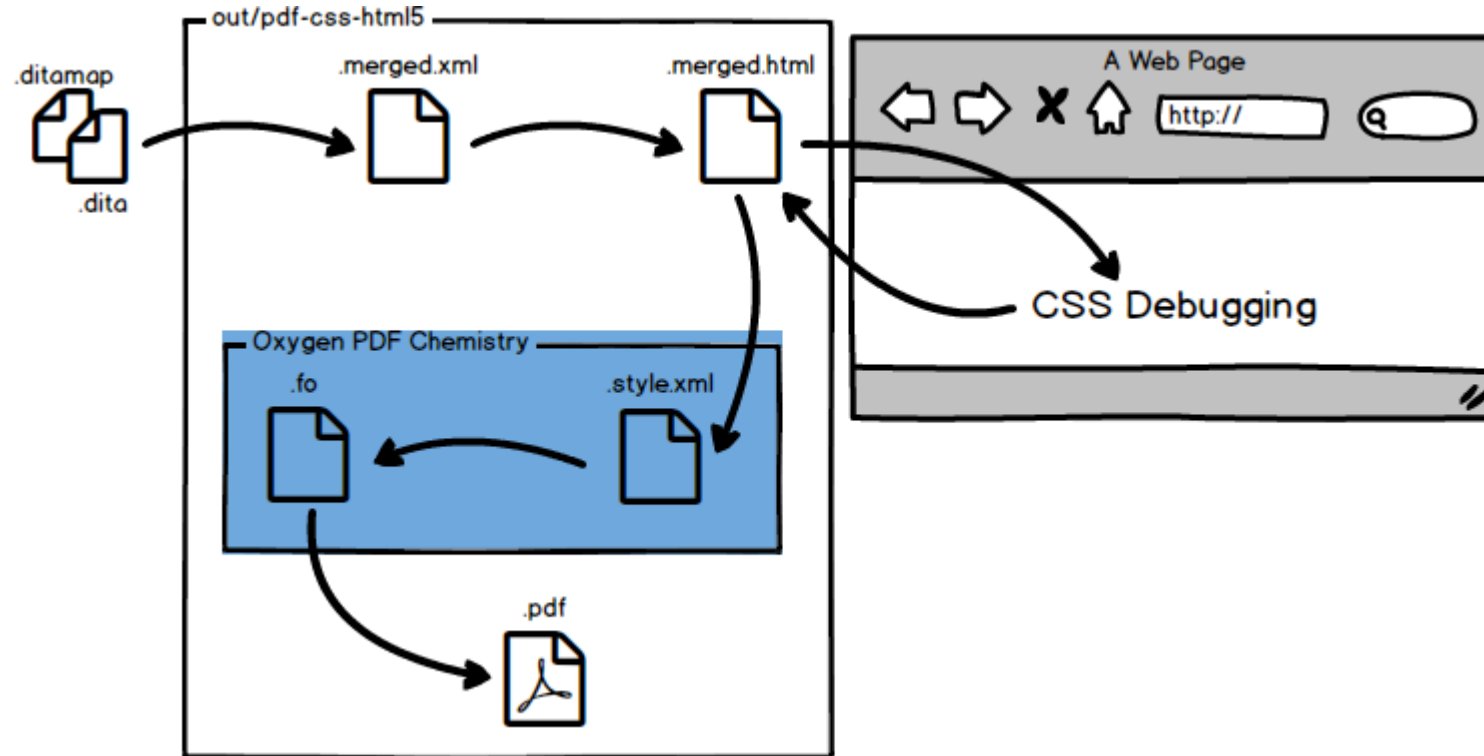 out/pdf-css-html5
.ditamap
.dita
.merged.xml
.merged.html
A Web Page
http://
CSS Debugging
Oxygen PDF Chemistry
.fo
.style.xml
.pdf